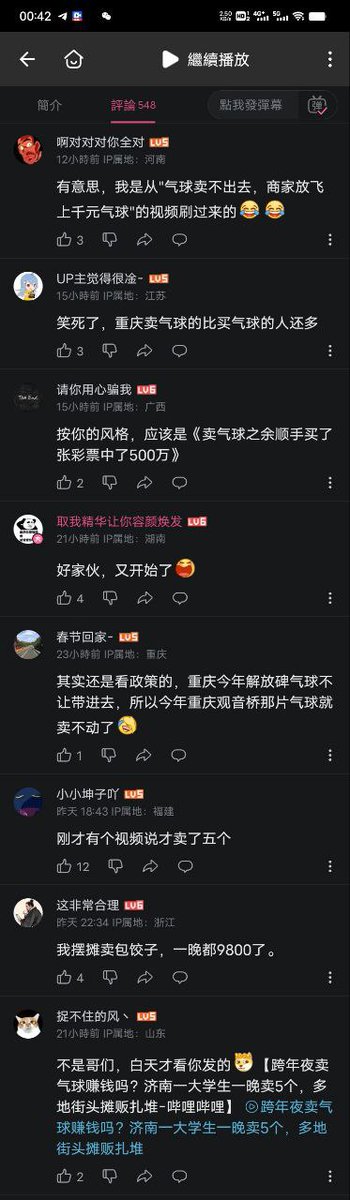 00:42
2.50 KB/S HD 4G+ 5G 42
繼續播放
簡介
評論 548
點我發彈幕
弹
啊对对对你全对 LV5
12小時前 IP属地：河南
有意思，我是从"气球卖不出去，商家放飞
上千元气球"的视频刷过来的
3
UP主觉得很淦- LV5
15小時前 IP属地：江苏
笑死了，重庆卖气球的比买气球的人还多
3
请你用心骗我 LV6
15小時前 IP属地：广西
按你的风格，应该是《卖气球之余顺手买了
张彩票中了500万》
2
取我精华让你容颜焕发 LV6
21小時前 IP属地：湖南
好家伙，又开始了
4
春节回家- LV5
23小時前 IP属地：重庆
其实还是看政策的，重庆今年解放碑气球不
让带进去，所以今年重庆观音桥那片气球就
卖不动了
1
小小坤子吖 LV5
昨天 18:43 IP属地：福建
刚才有个视频说才卖了五个
12
这非常合理 LV6
昨天 22:34 IP属地：浙江
我摆摊卖包饺子，一晚都9800了。
4
捉不住的风丶 LV5
21小時前 IP属地：山东
不是哥们，白天才看你发的【跨年夜卖
气球赚钱吗？济南一大学生一晚卖5个，多
地街头摊贩扎堆-哔哩哔哩】 跨年夜卖气
球赚钱吗？济南一大学生一晚卖5个，多地
街头摊贩扎堆
2